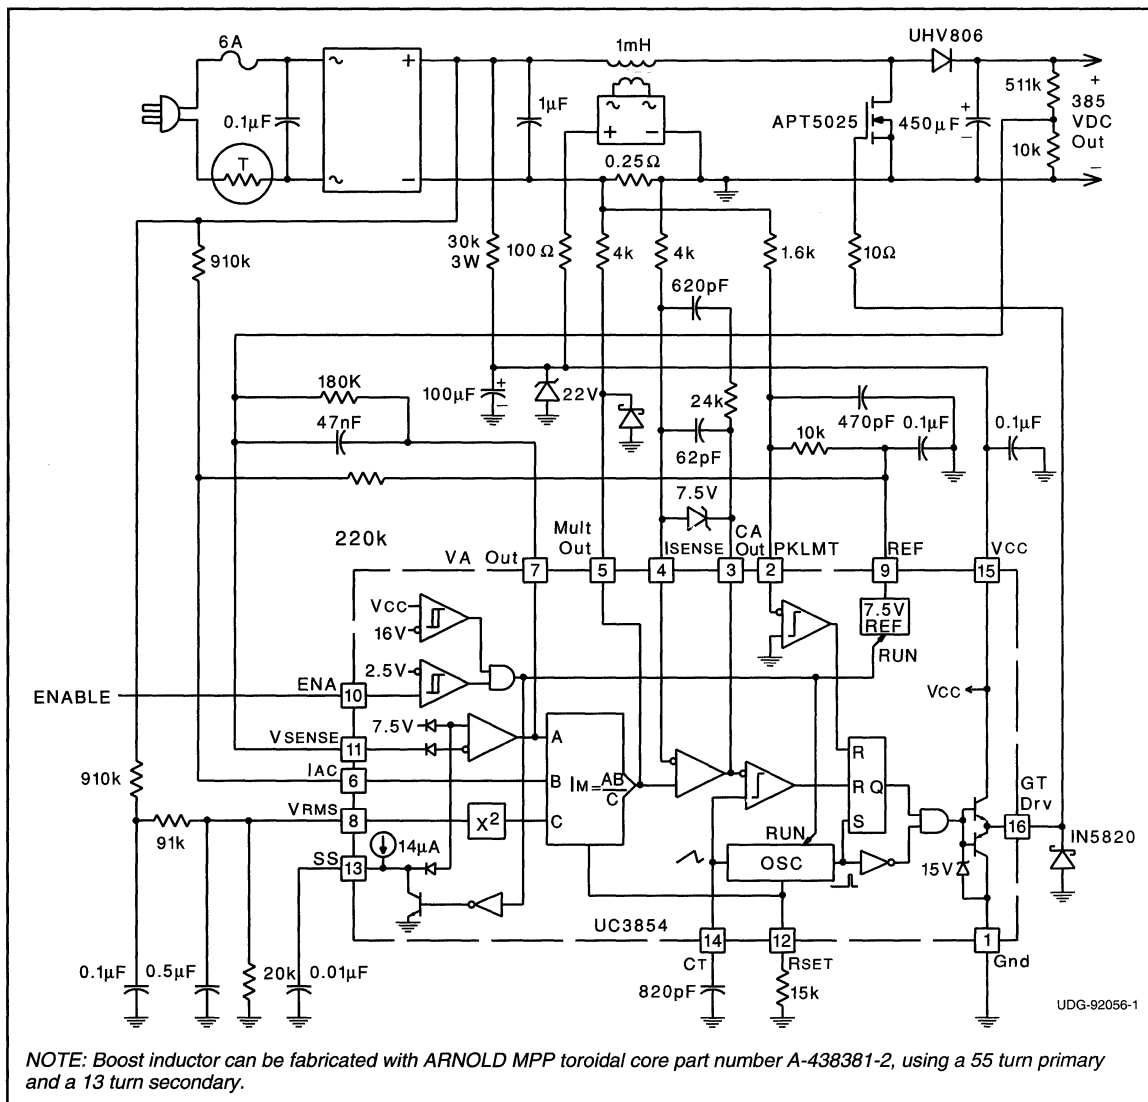 6A
1mH
UHV806
0.1μF
1μF
511k
+
385
VDC
Out
APT5025
450μF
10k
T
0.25Ω
910k
30k
3W
100Ω
4k
4k
1.6k
10Ω
620pF
180K
100μF
22V
24k
470pF
0.1μF
0.1μF
47nF
62pF
10k
7.5V
220k
VA Out
Mult
Out
ISENSE
CA
Out
PKLMT
REF
VCC
7
5
4
3
2
9
15
VCC
16V
7.5V
REF
RUN
2.5V
ENABLE
ENA
10
VCC
7.5V
VSENSE
11
A
R
IAC
6
B
IM=AB/C
R
Q
GT
Drv
910k
VRMS
8
X²
C
S
16
91k
RUN
IN5820
SS
13
14μA
OSC
15V
UC3854
14
12
1
CT
RSET
Gnd
0.1μF
0.5μF
20k
0.01μF
820pF
15k
UDG-92056-1
NOTE: Boost inductor can be fabricated with ARNOLD MPP toroidal core part number A-438381-2, using a 55 turn primary
and a 13 turn secondary.